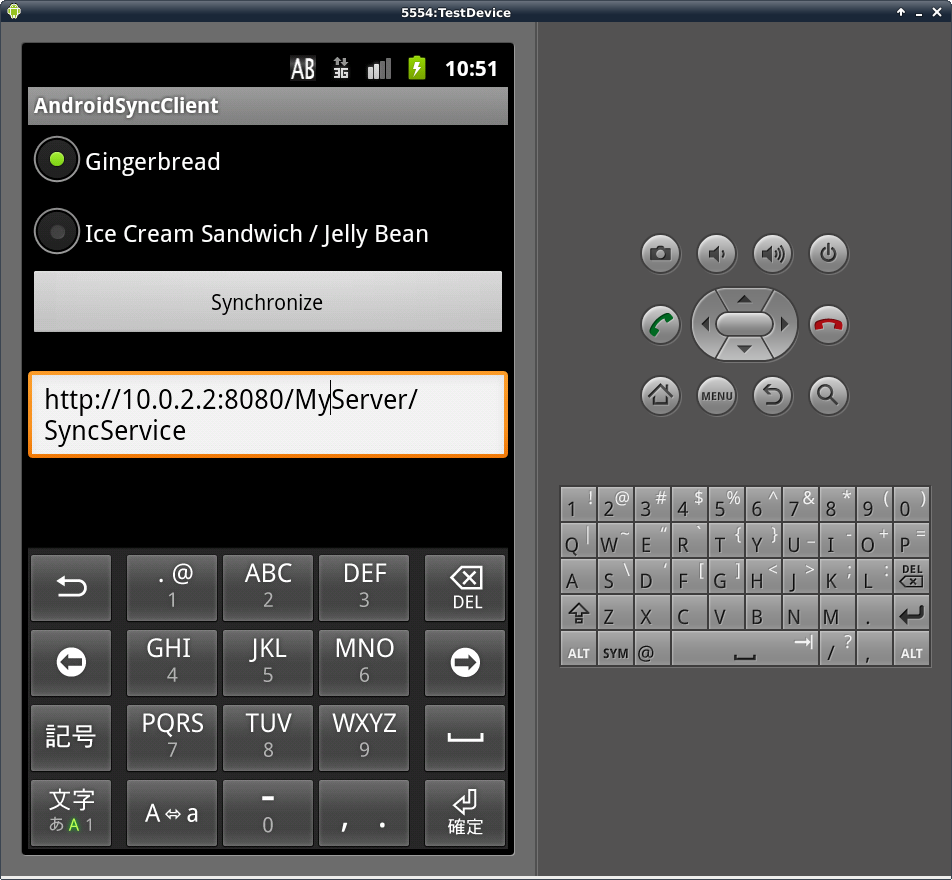 5554:TestDevice
AB 3G 10:51
AndroidSyncClient
Gingerbread
Ice Cream Sandwich / Jelly Bean
Synchronize
http://10.0.2.2:8080/MyServer/
SyncService
. @ ABC DEF DEL
1 2 3
GHI JKL MNO
4 5 6
記号 PQRS TUV WXYZ
7 8 9
文字 A⇔a - , . 確定
あ A 1 0
MENU
1 ! 2 @ 3 # 4 $ 5 % 6 ^ 7 & 8 * 9 ( 0 )
Q | W ~ E “ R ` T { Y } U _ I - O + P =
A S \ D ‘ F [ G ] H < J > K ; L : DEL
Z X C V B N M .
ALT SYM @ / ? , ALT